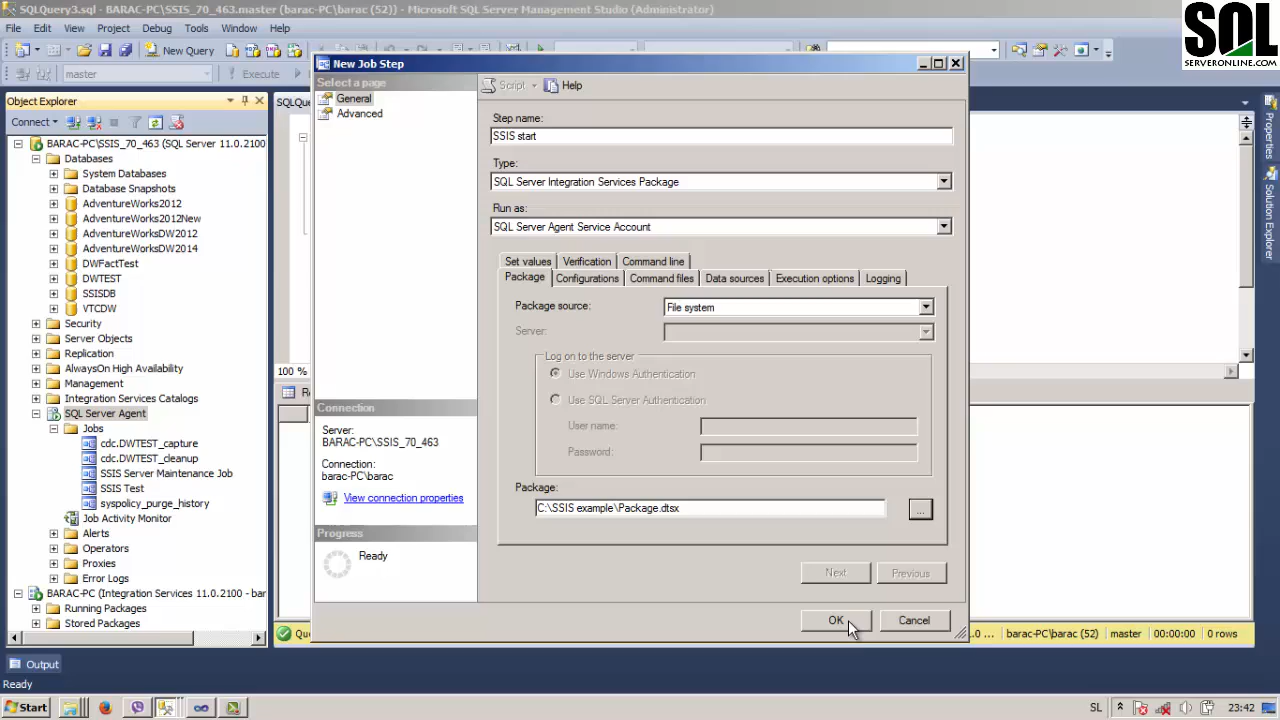 SQLQuery3.sql - BARAC-PC\SSIS_70_463.master (barac-PC\barac (52)) - Microsoft SQL Server Management Studio (Administrator)
File Edit View Project Debug Tools Window Help
New Query
master
Execute
SQL
SERVERONLINE.COM
Object Explorer
Connect
BARAC-PC\SSIS_70_463 (SQL Server 11.0.2100
Databases
System Databases
Database Snapshots
AdventureWorks2012
AdventureWorks2012New
AdventureWorksDW2012
AdventureWorksDW2014
DWFactTest
DWTEST
SSISDB
VTCDW
Security
Server Objects
Replication
AlwaysOn High Availability
Management
Integration Services Catalogs
SQL Server Agent
Jobs
cdc.DWTEST_capture
cdc.DWTEST_cleanup
SSIS Server Maintenance Job
SSIS Test
syspolicy_purge_history
Job Activity Monitor
Alerts
Operators
Proxies
Error Logs
BARAC-PC (Integration Services 11.0.2100 - bar
Running Packages
Stored Packages
SQLQue
100 %
Re
New Job Step
Select a page
General
Advanced
Connection
Server:
BARAC-PC\SSIS_70_463
Connection:
barac-PC\barac
View connection properties
Progress
Ready
Script Help
Step name:
SSIS start
Type:
SQL Server Integration Services Package
Run as:
SQL Server Agent Service Account
Set values Verification Command line
Package Configurations Command files Data sources Execution options Logging
Package source: File system
Server:
Log on to the server
Use Windows Authentication
Use SQL Server Authentication
User name:
Password:
Package:
C:\SSIS example\Package.dtsx
...
Next Previous
OK Cancel
Properties
Solution Explorer
Que
.0 ... barac-PC\barac (52) master 00:00:00 0 rows
Output
Ready
Start
SL 23:42